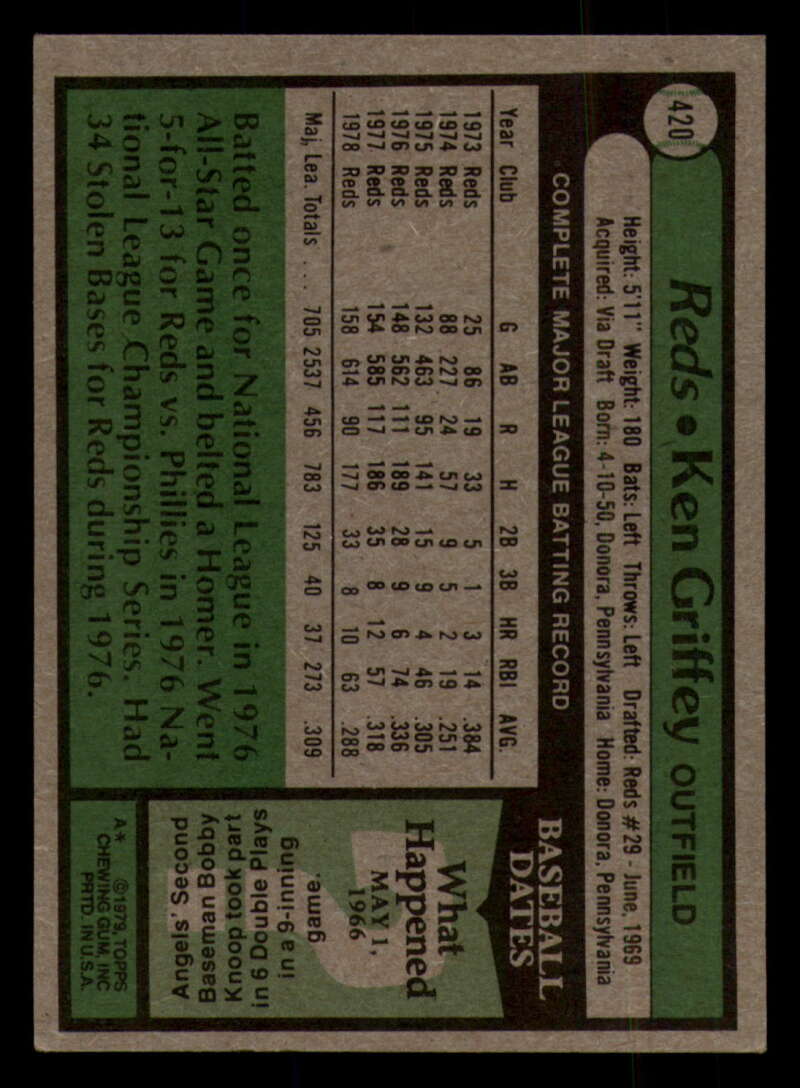 420
Reds • Ken Griffey OUTFIELD
Height: 5'11" Weight: 180 Bats: Left Throws: Left Drafted: Reds #29 - June, 1969
Acquired: Via Draft Born: 4-10-50, Donora, Pennsylvania Home: Donora, Pennsylvania
COMPLETE MAJOR LEAGUE BATTING RECORD
Year Club G AB R H 2B 3B HR RBI AVG.
1973 Reds 25 86 19 33 5 1 3 14 .384
1974 Reds 88 227 24 57 9 5 2 19 .251
1975 Reds 132 463 95 141 15 9 4 46 .305
1976 Reds 148 562 111 189 28 9 6 74 .336
1977 Reds 154 585 117 186 35 8 12 57 .318
1978 Reds 158 614 90 177 33 8 10 63 .288
Maj. Lea. Totals . . . 705 2537 456 783 125 40 37 273 .309
Batted once for National League in 1976
All-Star Game and belted a Homer. Went
5-for-13 for Reds vs. Phillies in 1976 Na-
tional League Championship Series. Had
34 Stolen Bases for Reds during 1976.
BASEBALL
DATES
What
Happened
MAY 1,
1966
Angels' Second
Baseman Bobby
Knoop took part
in 6 Double Plays
in a 9-inning
game.
A* ©1979, TOPPS
CHEWING GUM, INC
PRTD. IN U.S.A.